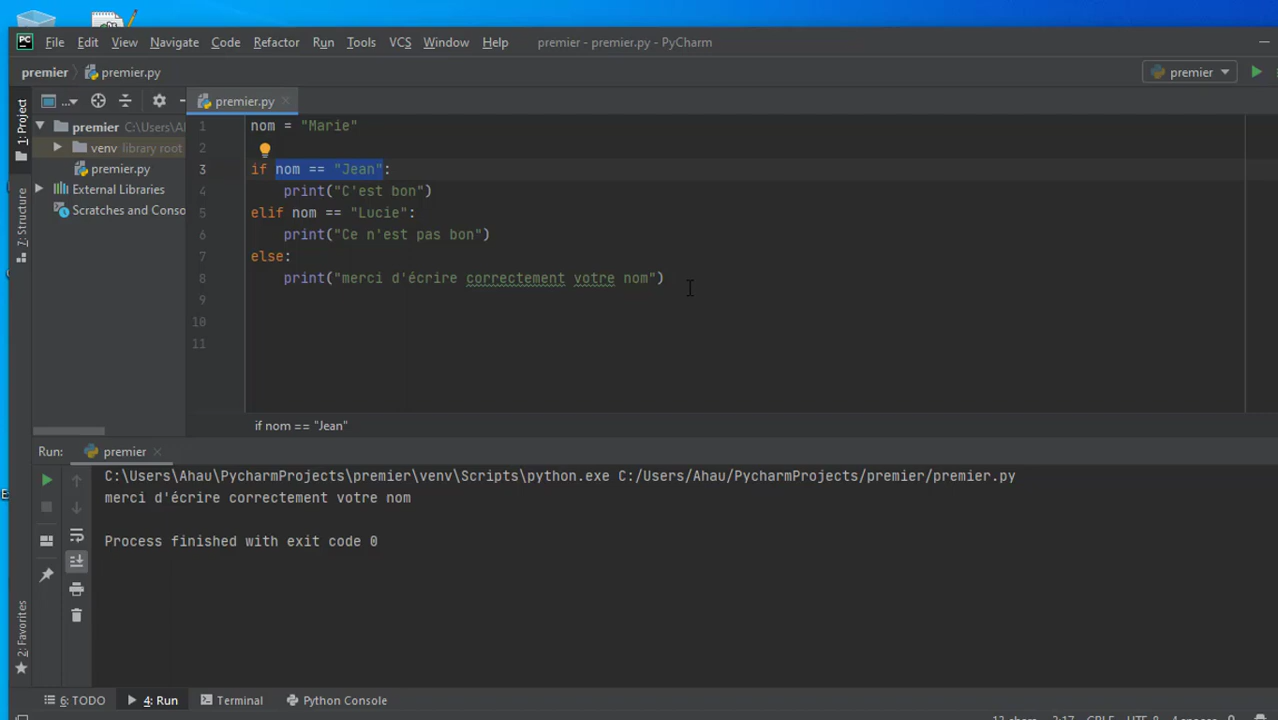 PC File Edit View Navigate Code Refactor Run Tools VCS Window Help premier - premier.py - PyCharm
premier premier.py premier
1: Project
... premier.py
premier C:\Users\Al
venv library root
premier.py
External Libraries
Scratches and Conso
7: Structure
1 nom = "Marie"
2
3 if nom == "Jean":
4 print("C'est bon")
5 elif nom == "Lucie":
6 print("Ce n'est pas bon")
7 else:
8 print("merci d'écrire correctement votre nom")
9
10
11
if nom == "Jean"
Run: premier
C:\Users\Ahau\PycharmProjects\premier\venv\Scripts\python.exe C:/Users/Ahau/PycharmProjects/premier/premier.py
merci d'écrire correctement votre nom
Process finished with exit code 0
2: Favorites
6: TODO 4: Run Terminal Python Console